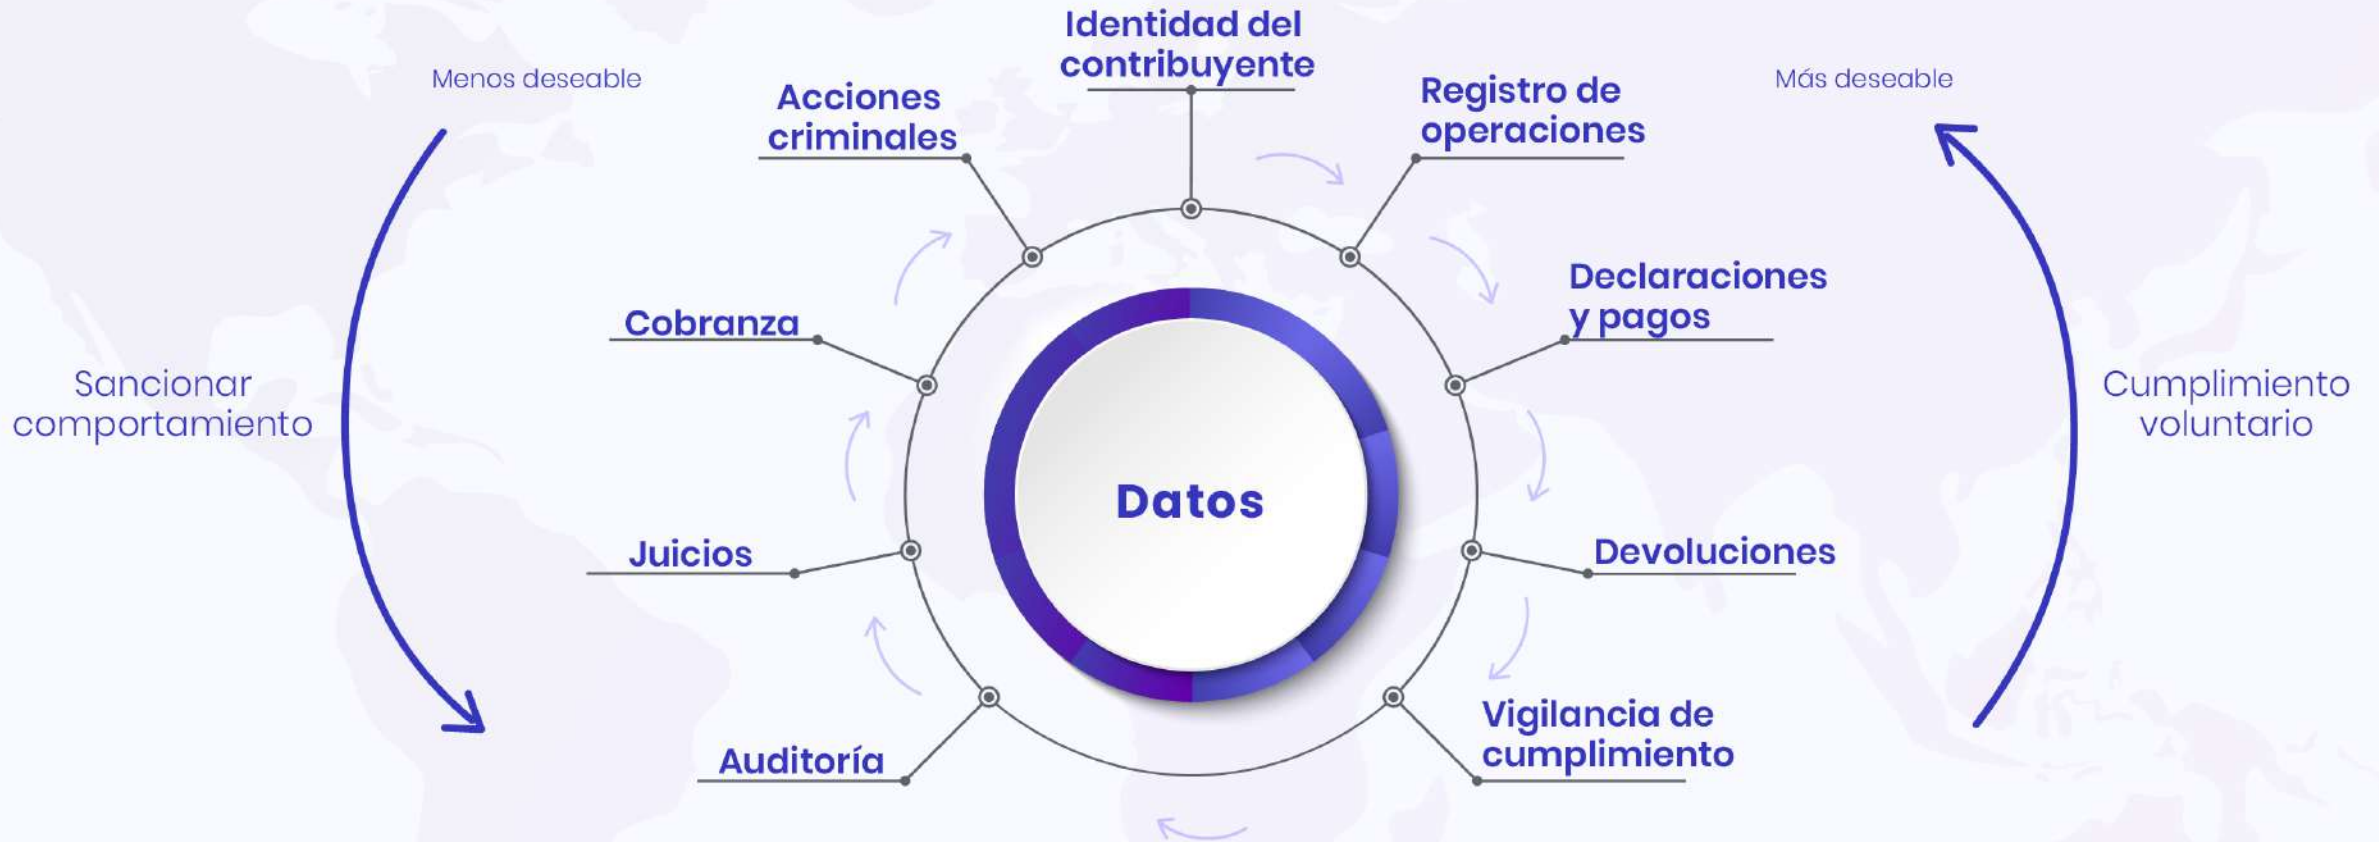 Identidad del
contribuyente
Menos deseable
Acciones
criminales
Registro de
operaciones
Más deseable
Declaraciones
y pagos
Cobranza
Sancionar
comportamiento
Cumplimiento
voluntario
Datos
Juicios
Devoluciones
Vigilancia de
cumplimiento
Auditoría